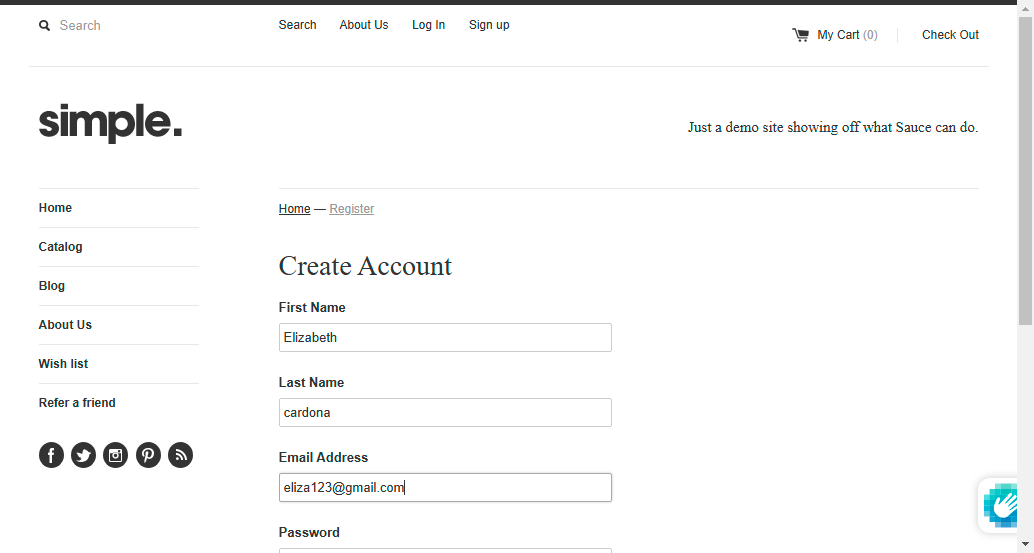 Search
Search About Us Log In Sign up
My Cart (0) Check Out
simple.
Just a demo site showing off what Sauce can do.
Home
Catalog
Blog
About Us
Wish list
Refer a friend
Home — Register
Create Account
First Name
Elizabeth
Last Name
cardona
Email Address
eliza123@gmail.com
Password